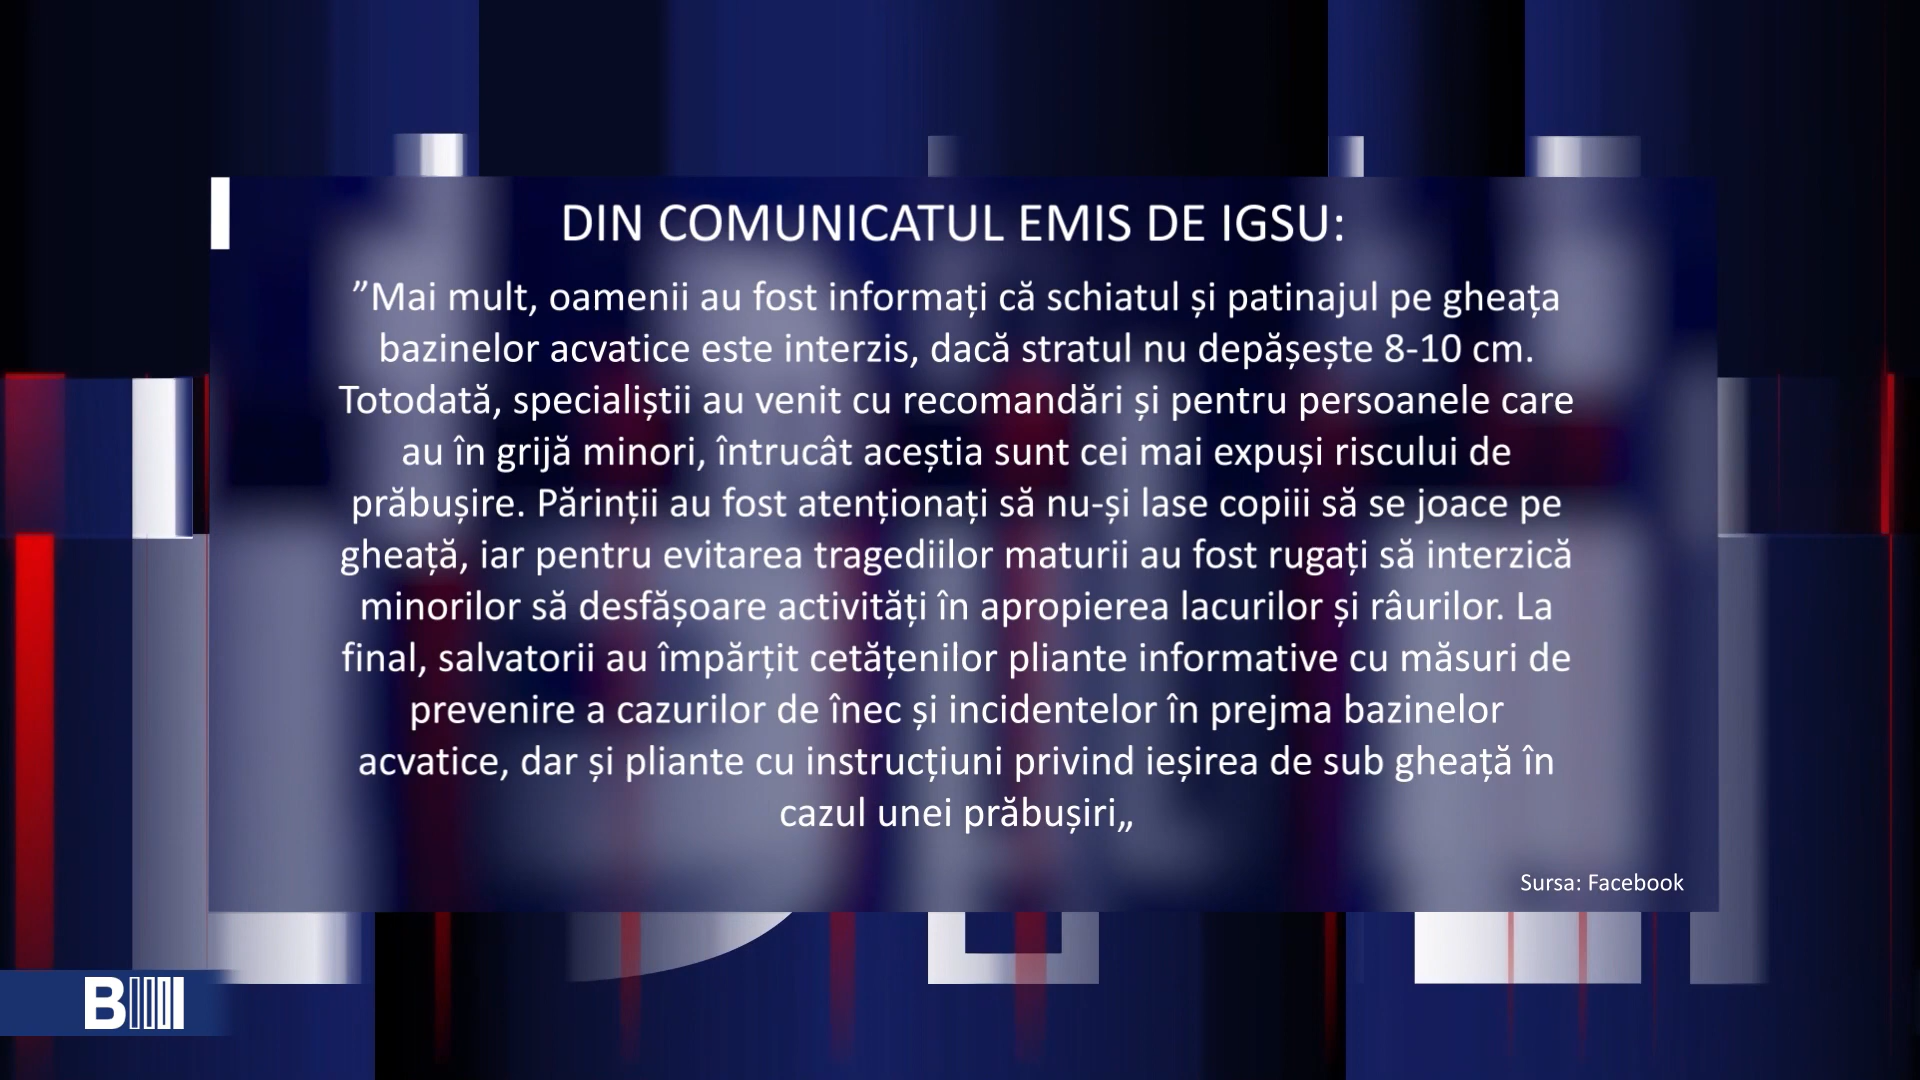 DIN COMUNICATUL EMIS DE IGSU:
”Mai mult, oamenii au fost informați că schiatul și patinajul pe gheața
bazinelor acvatice este interzis, dacă stratul nu depășește 8-10 cm.
Totodată, specialiștii au venit cu recomandări și pentru persoanele care
au în grijă minori, întrucât aceștia sunt cei mai expuși riscului de
prăbușire. Părinții au fost atenționați să nu-și lase copiii să se joace pe
gheață, iar pentru evitarea tragediilor maturii au fost rugați să interzică
minorilor să desfășoare activități în apropierea lacurilor și râurilor. La
final, salvatorii au împărțit cetățenilor pliante informative cu măsuri de
prevenire a cazurilor de înec și incidentelor în prejma bazinelor
acvatice, dar și pliante cu instrucțiuni privind ieșirea de sub gheață în
cazul unei prăbușiri„
Sursa: Facebook
B